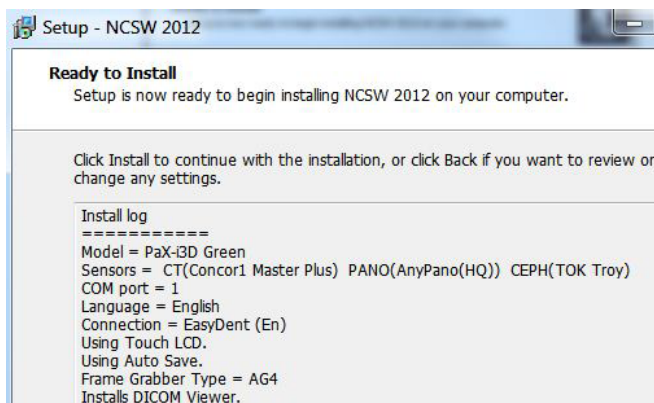 Setup - NCSW 2012
Ready to Install
Setup is now ready to begin installing NCSW 2012 on your computer.
Click Install to continue with the installation, or click Back if you want to review or
change any settings.
Install log
===========
Model = PaX-i3D Green
Sensors =  CT(Concor1 Master Plus)  PANO(AnyPano(HQ))  CEPH(TOK Troy)
COM port = 1
Language = English
Connection = EasyDent (En)
Using Touch LCD.
Using Auto Save.
Frame Grabber Type = AG4
Installs DICOM Viewer.